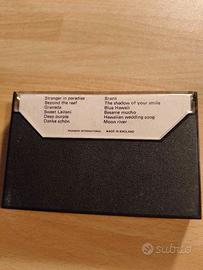 Stranger in paradise
Beyond the reef
Granada
Sweet Leilani
Deep purple
Danke schön
Brazil
The shadow of your smile
Blue Hawaii
Besame mucho
Hawaiian wedding song
Moon river
INTERNATIONAL MADE IN ENGLAND
subito